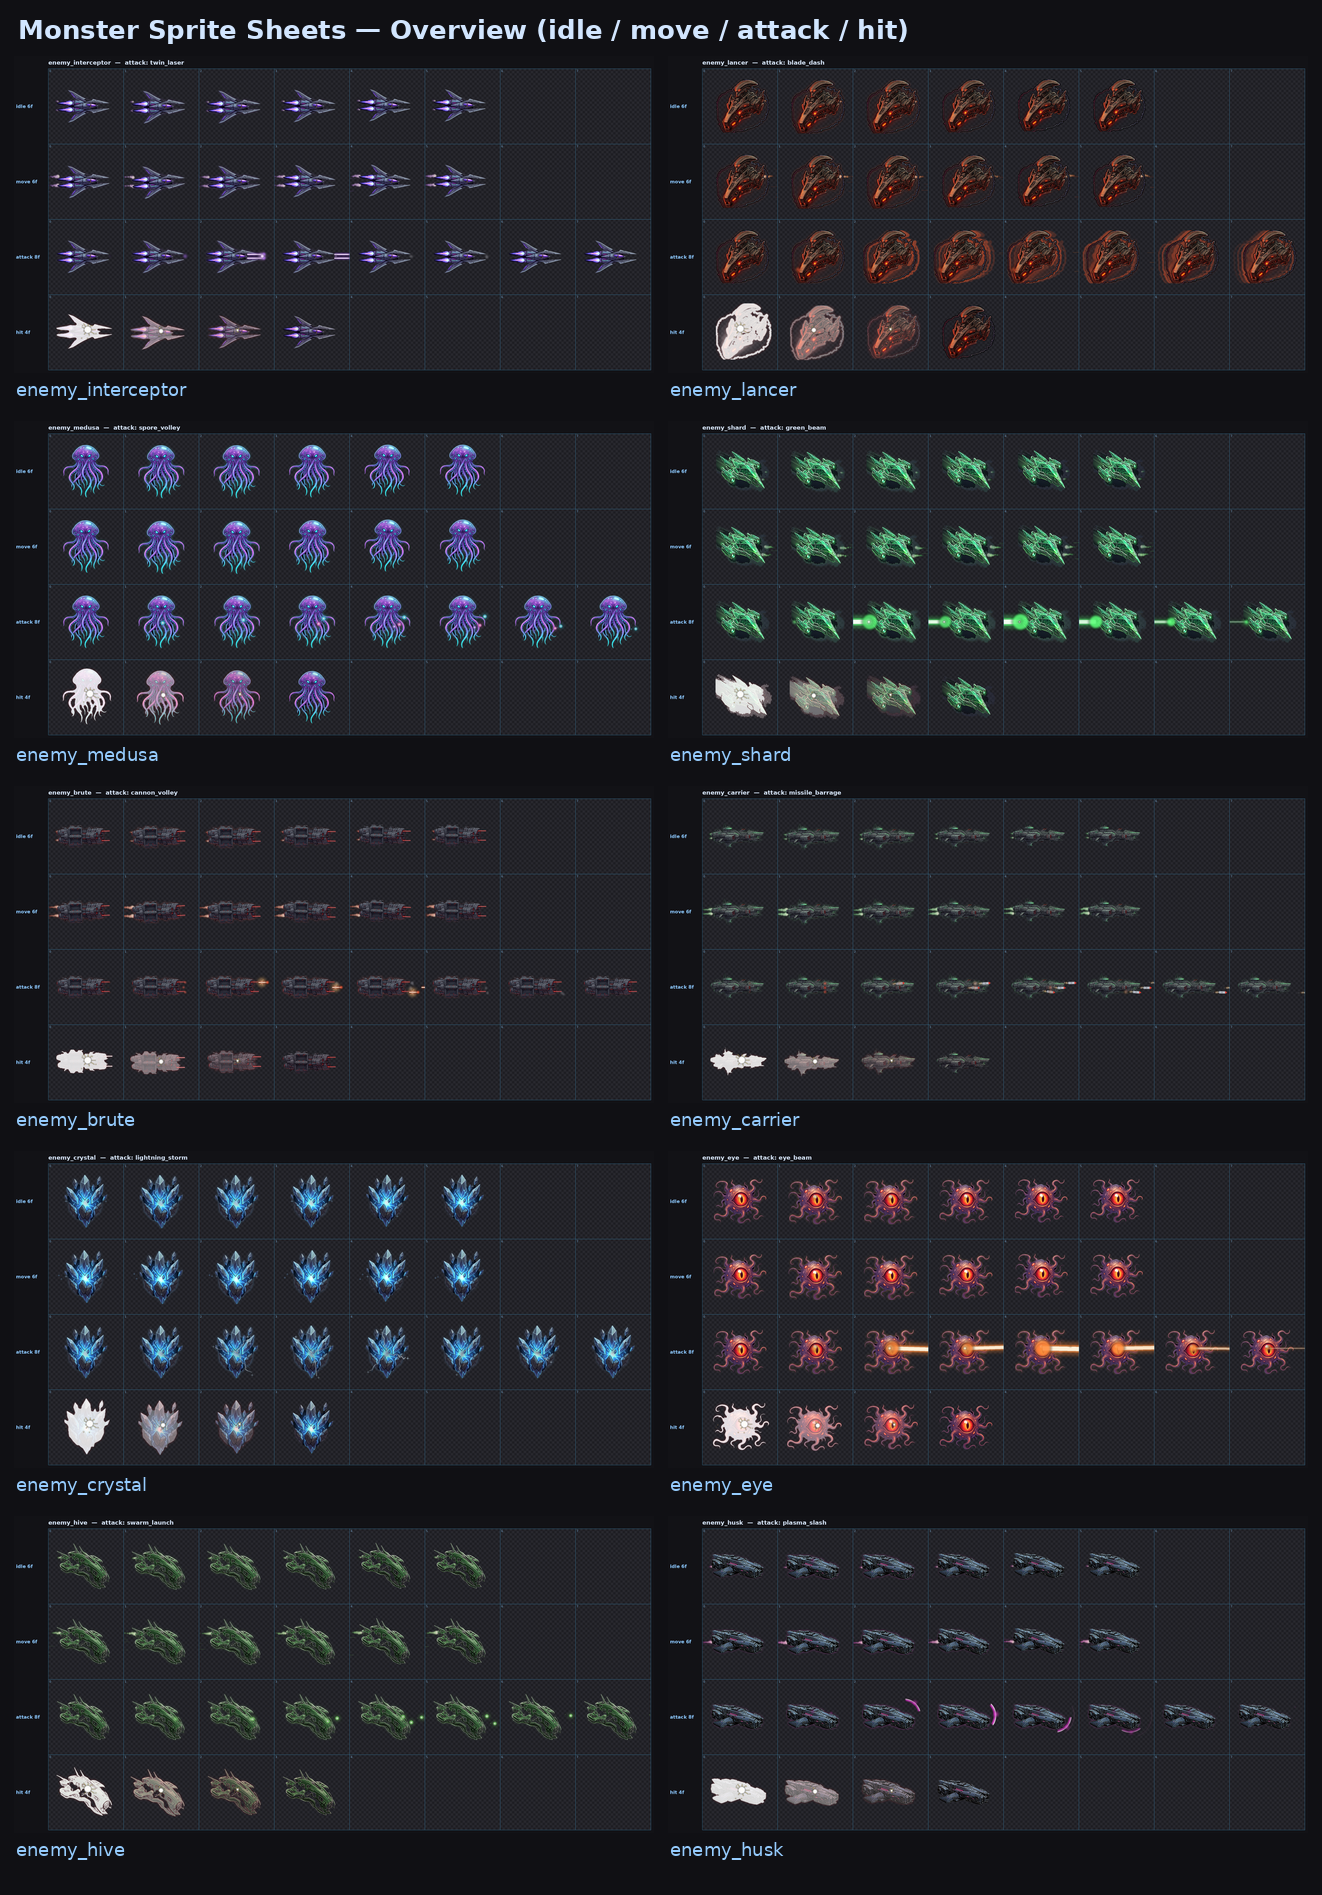 Monster Sprite Sheets — Overview (idle / move / attack / hit)
enemy_interceptor — attack: twin_laser
idle 6f
move 6f
attack 8f
hit 4f
enemy_interceptor
enemy_lancer — attack: blade_dash
idle 6f
move 6f
attack 8f
hit 4f
enemy_lancer
enemy_medusa — attack: spore_volley
idle 6f
move 6f
attack 8f
hit 4f
enemy_medusa
enemy_shard — attack: green_beam
idle 6f
move 6f
attack 8f
hit 4f
enemy_shard
enemy_brute — attack: cannon_volley
idle 6f
move 6f
attack 8f
hit 4f
enemy_brute
enemy_carrier — attack: missile_barrage
idle 6f
move 6f
attack 8f
hit 4f
enemy_carrier
enemy_crystal — attack: lightning_storm
idle 6f
move 6f
attack 8f
hit 4f
enemy_crystal
enemy_eye — attack: eye_beam
idle 6f
move 6f
attack 8f
hit 4f
enemy_eye
enemy_hive — attack: swarm_launch
idle 6f
move 6f
attack 8f
hit 4f
enemy_hive
enemy_husk — attack: plasma_slash
idle 6f
move 6f
attack 8f
hit 4f
enemy_husk